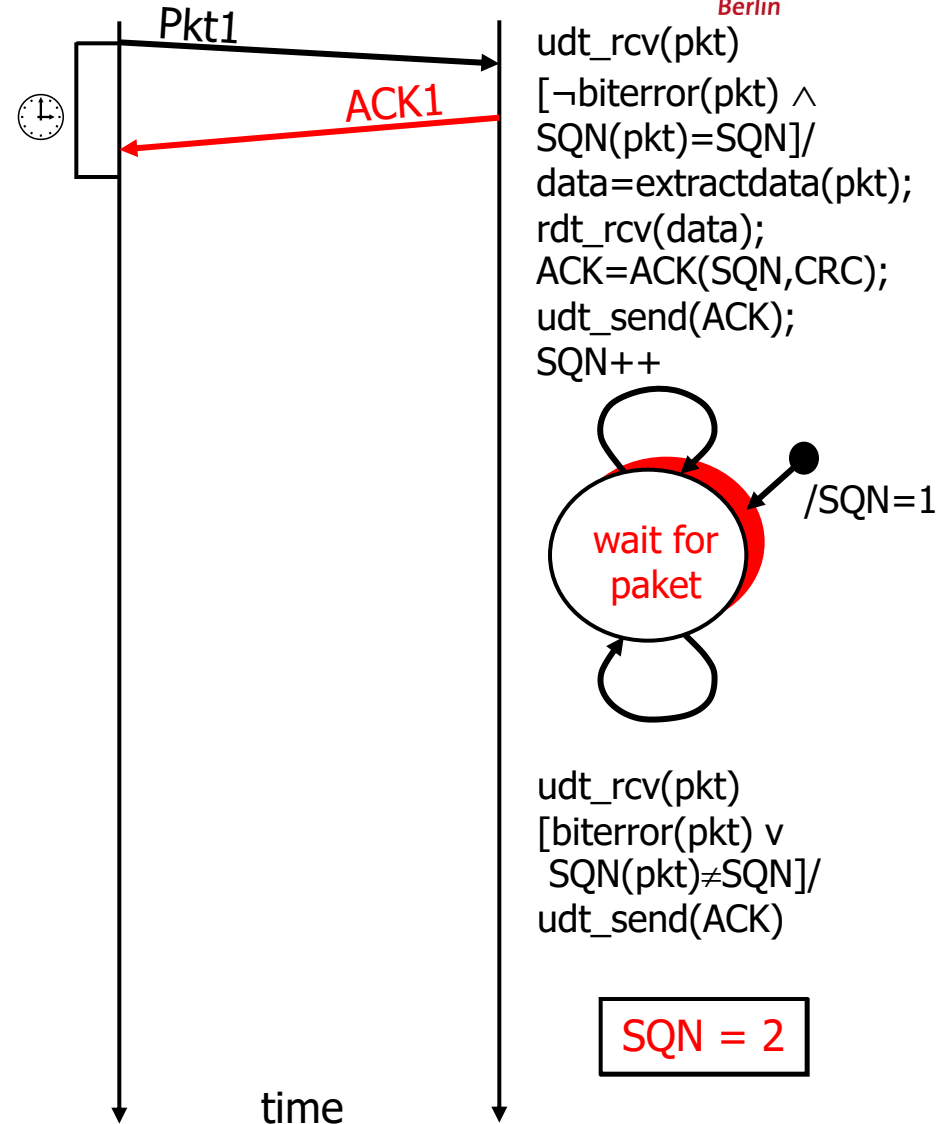 Berlin
Pkt1
ACK1
udt_rcv(pkt)
[¬biterror(pkt) ∧
SQN(pkt)=SQN]/
data=extractdata(pkt);
rdt_rcv(data);
ACK=ACK(SQN,CRC);
udt_send(ACK);
SQN++
/SQN=1
wait for
paket
udt_rcv(pkt)
[biterror(pkt) v
SQN(pkt)≠SQN]/
udt_send(ACK)
SQN = 2
time